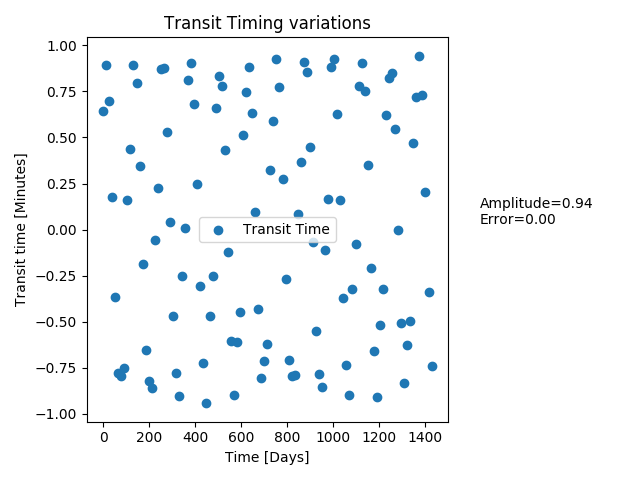 Transit Timing variations
Transit time [Minutes]
1.00
0.75
0.50
0.25
0.00
−0.25
−0.50
−0.75
−1.00
Transit Time
0 200 400 600 800 1000 1200 1400
Time [Days]
Amplitude=0.94
Error=0.00